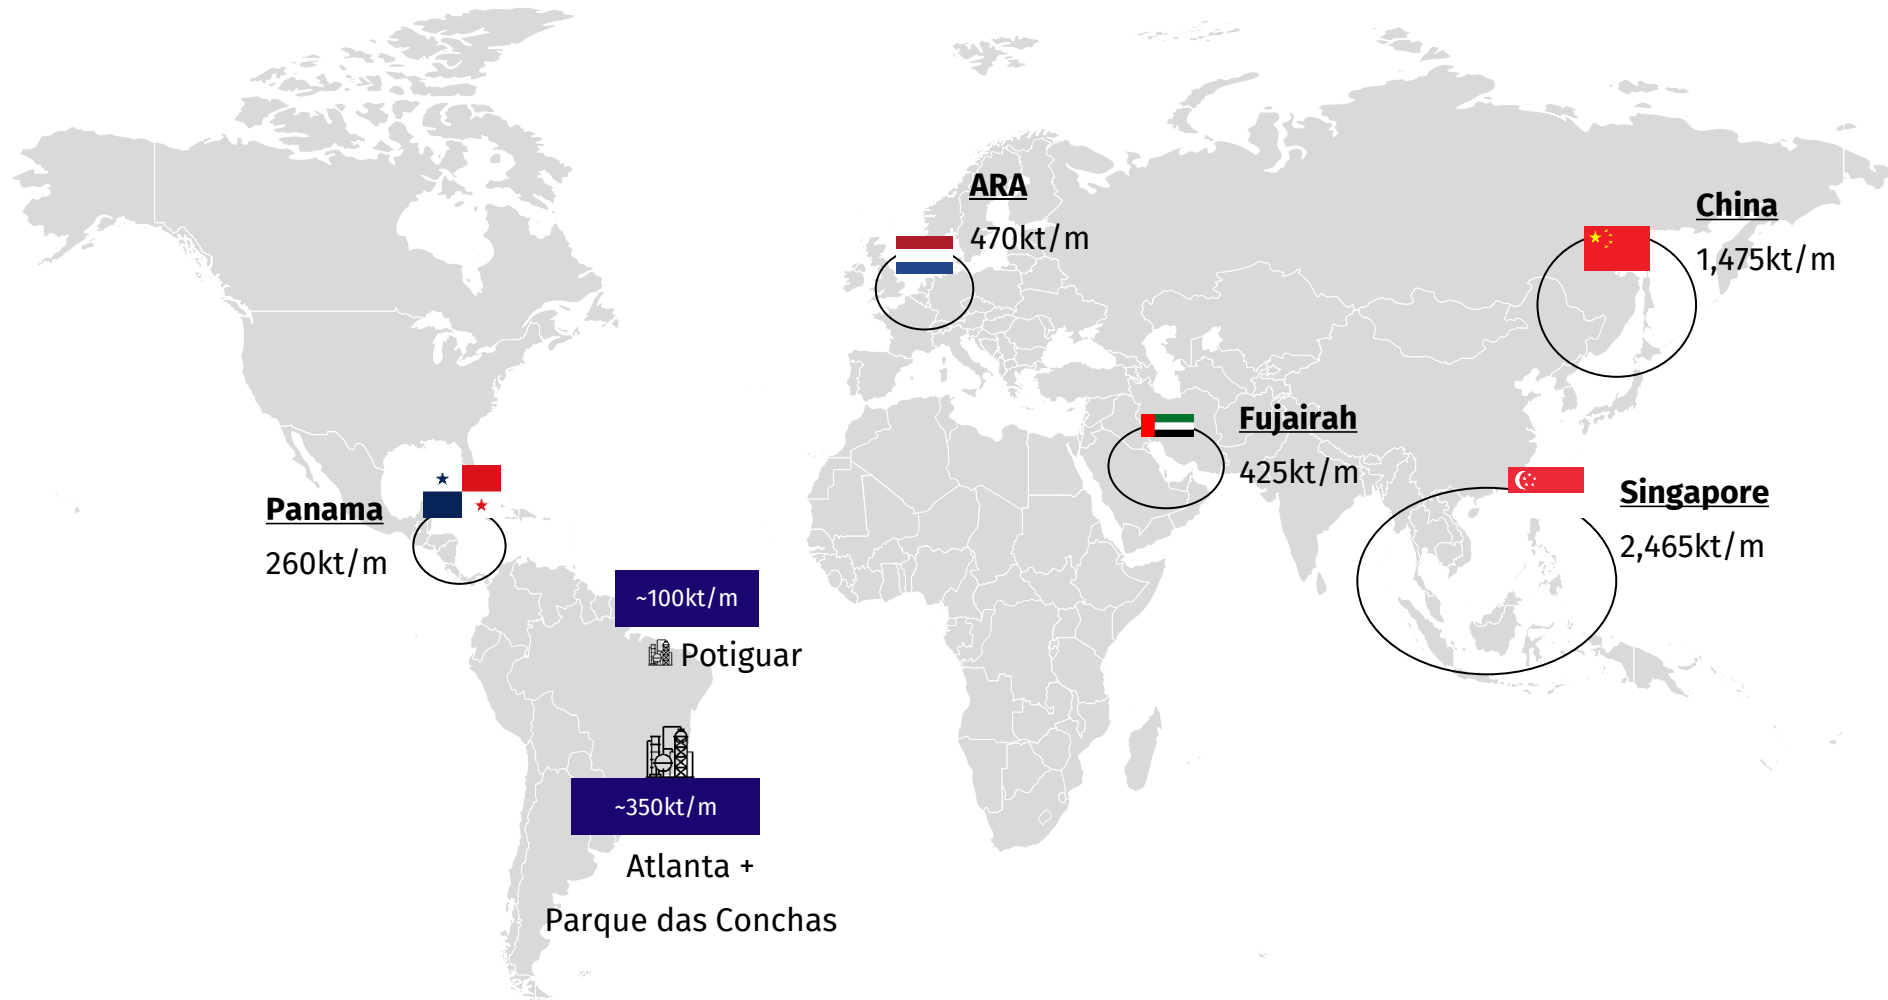 ARA
470kt/m
China
1,475kt/m
Fujairah
425kt/m
Singapore
2,465kt/m
Panama
260kt/m
~100kt/m
Potiguar
~350kt/m
Atlanta +
Parque das Conchas